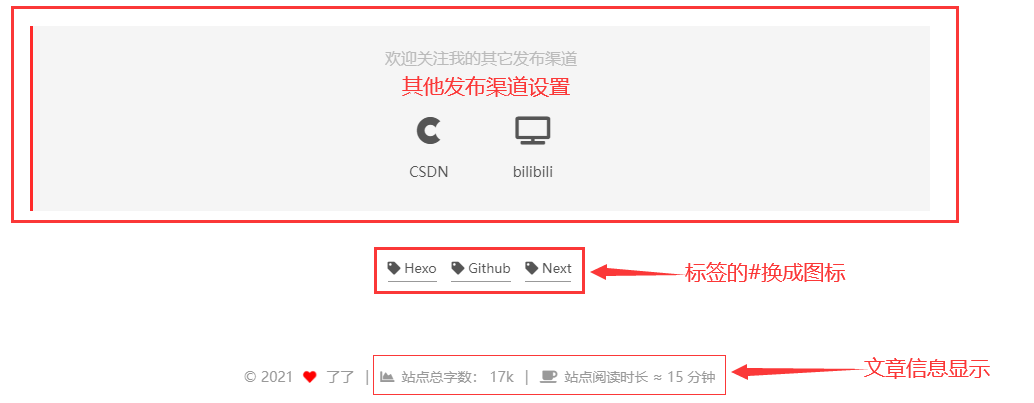 欢迎关注我的其它发布渠道
其他发布渠道设置
CSDN bilibili
Hexo Github Next
标签的#换成图标
© 2021 了了 | 站点总字数: 17k | 站点阅读时长 ≈ 15 分钟
文章信息显示